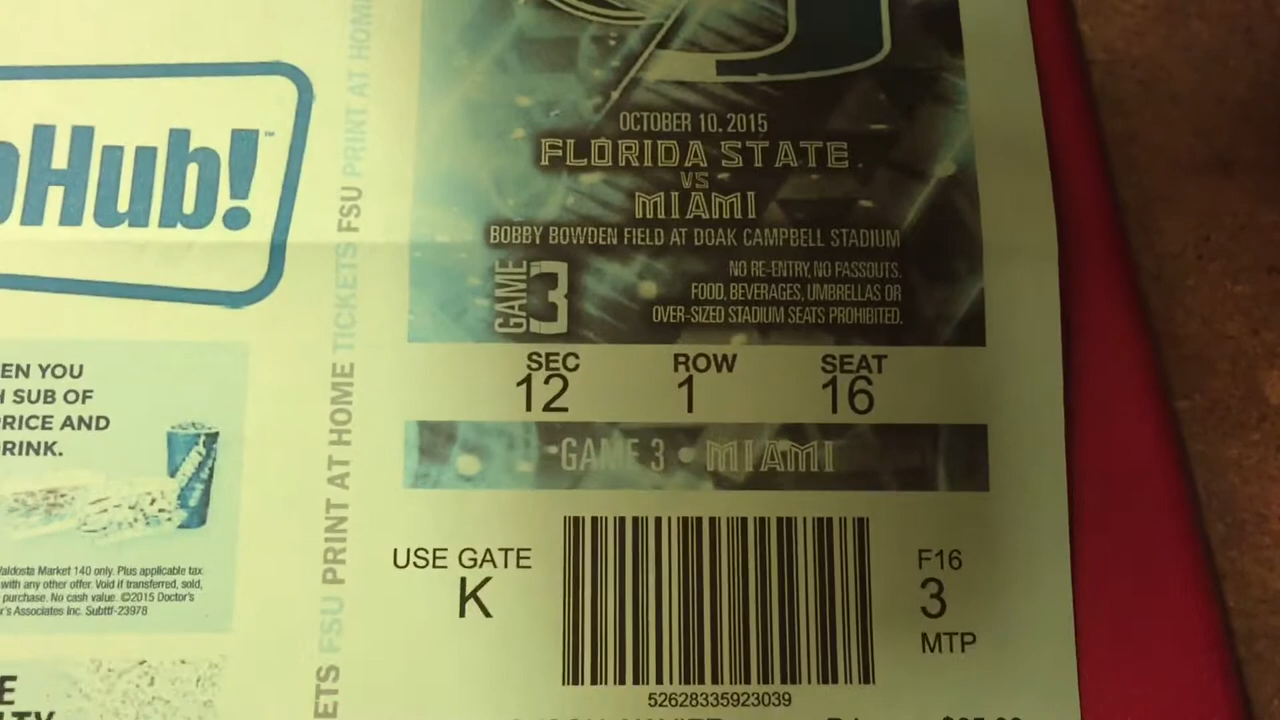 Hub!™
EN YOU
SUB OF
RICE AND
RINK.
Valdosta Market 140 only. Plus applicable tax.
with any other offer. Void if transferred, sold,
purchase. No cash value. ©2015 Doctor's
r's Associates Inc. Subttf-23978
ETS FSU PRINT AT HOME TICKETS FSU PRINT AT HOME
OCTOBER 10. 2015
FLORIDA STATE
VS
MIAMI
BOBBY BOWDEN FIELD AT DOAK CAMPBELL STADIUM
GAME 3
NO RE-ENTRY, NO PASSOUTS.
FOOD, BEVERAGES, UMBRELLAS OR
OVER-SIZED STADIUM SEATS PROHIBITED.
SEC ROW SEAT
12 1 16
GAME 3 • MIAMI
USE GATE
K
F16
3
MTP
52628335923039